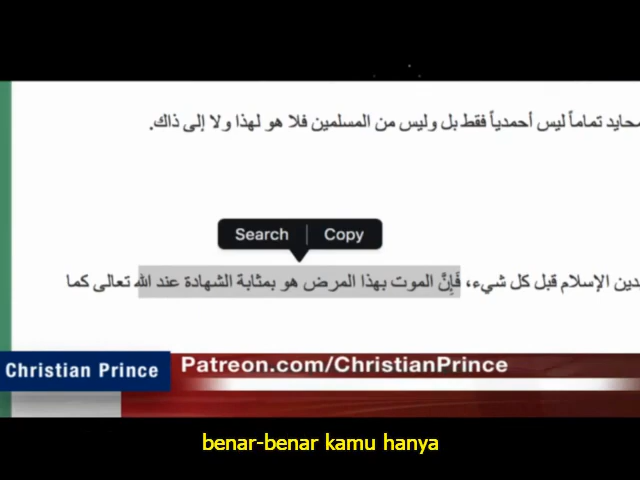 محايد تماماً ليس أحمدياً فقط بل وليس من المسلمين فلا هو لهذا ولا إلى ذاك.
Search | Copy
الإسلام قبل كل شيء، فَإِنَّ الموت بهذا المرض هو بمثابة الشهادة عند الله تعالى كما
Christian Prince
Patreon.com/ChristianPrince
benar-benar kamu hanya